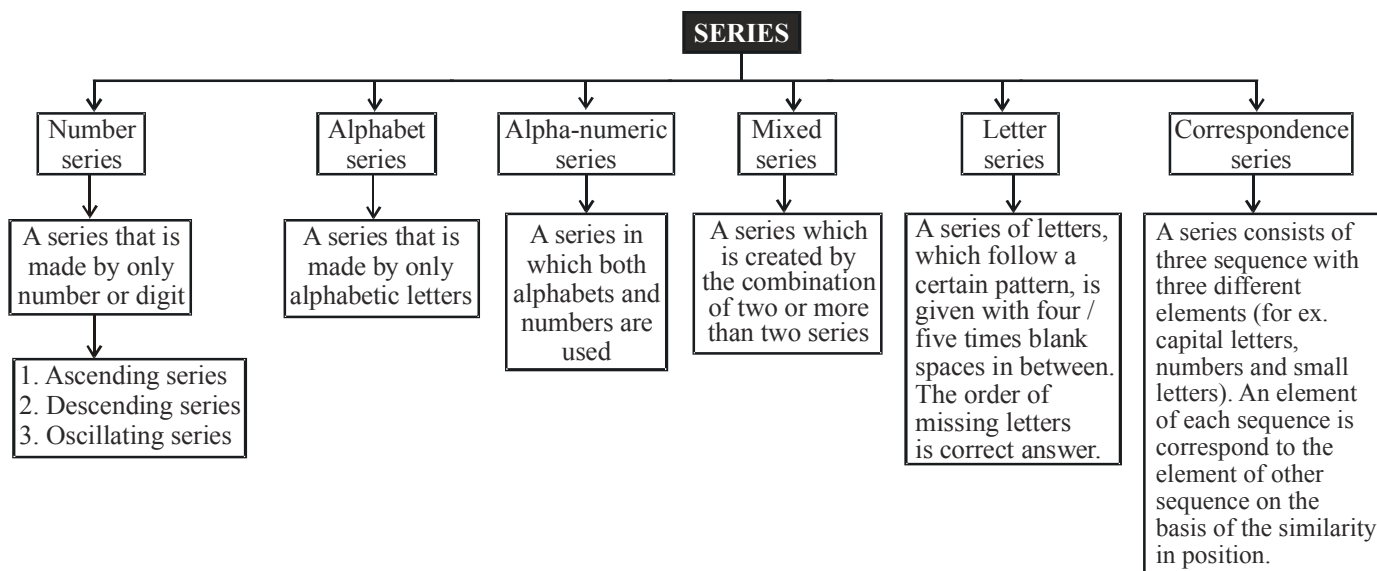 SERIES
Number
series
Alphabet
series
Alpha-numeric
series
Mixed
series
Letter
series
Correspondence
series
A series that is
made by only
number or digit
A series that is
made by only
alphabetic letters
A series in
which both
alphabets and
numbers are
used
A series which
is created by
the combination
of two or more
than two series
A series of letters,
which follow a
certain pattern, is
given with four /
five times blank
spaces in between.
The order of
missing letters
is correct answer.
A series consists of
three sequence with
three different
elements (for ex.
capital letters,
numbers and small
letters). An element
of each sequence is
correspond to the
element of other
sequence on the
basis of the similarity
in position.
1. Ascending series
2. Descending series
3. Oscillating series